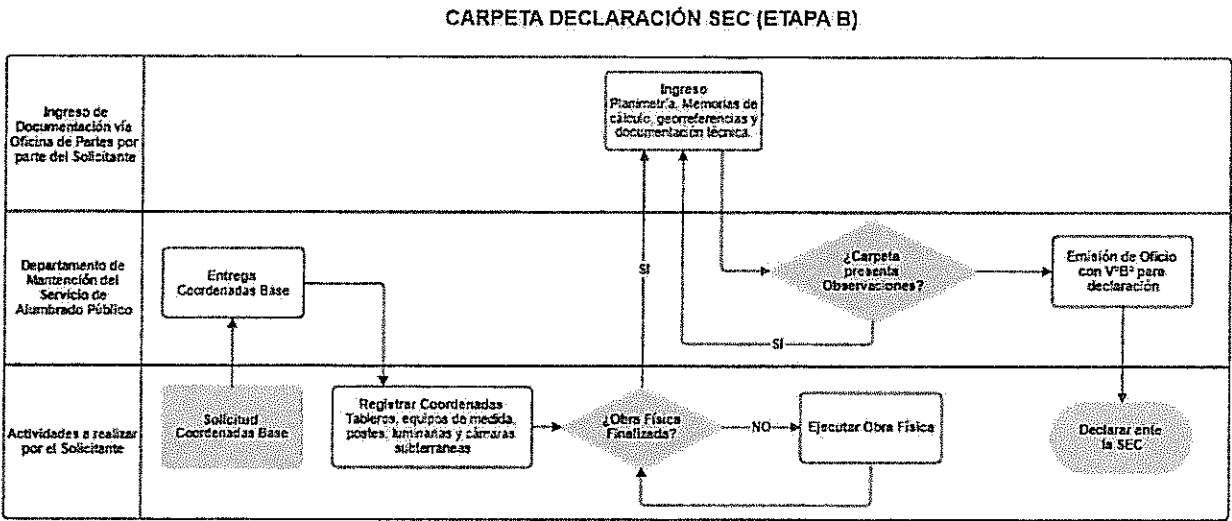 CARPETA DECLARACIÓN SEC (ETAPA B)
Ingreso de
Documentación vía
Oficina de Partes por
parte del Solicitante
Ingreso
Planimetría, Memorias de
cálculo, georreferencias y
documentación técnica.
Departamento de
Mantención del
Servicio de
Alumbrado Público
Entrega
Coordenadas Base
SI
¿Carpeta
presenta
Observaciones?
SÍ
Emisión de Oficio
con V°B° para
declaración
Actividades a realizar
por el Solicitante
Solicitud
Coordenadas Base
Registrar Coordenadas
Tableros, equipos de medida,
postes, luminarias y cámaras
subterráneas
¿Obra Física
Finalizada?
NO
Ejecutar Obra Física
Declarar ante
la SEC